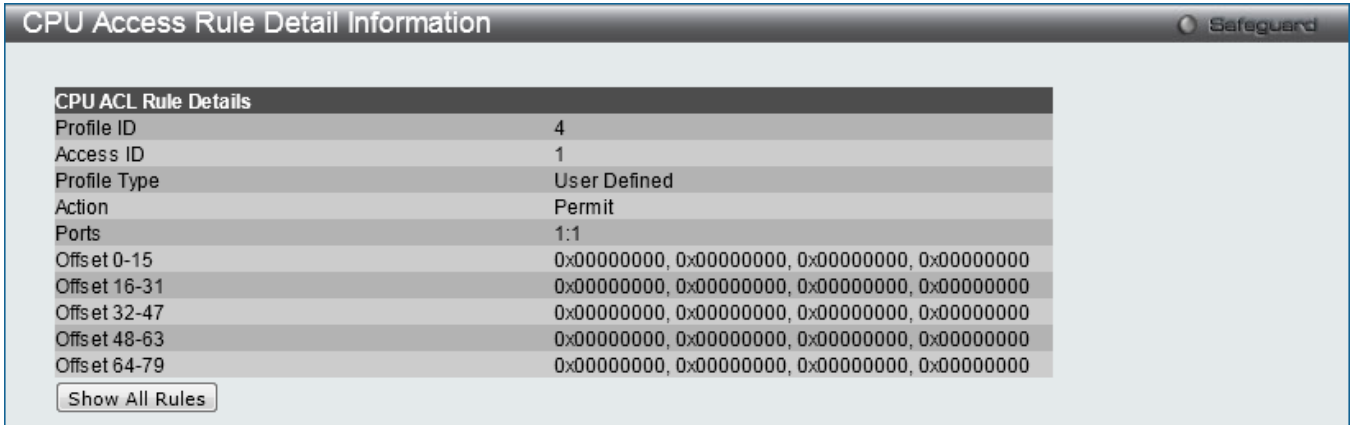 CPU Access Rule Detail Information Safeguard
CPU ACL Rule Details
Profile ID 4
Access ID 1
Profile Type User Defined
Action Permit
Ports 1:1
Offset 0-15 0x00000000, 0x00000000, 0x00000000, 0x00000000
Offset 16-31 0x00000000, 0x00000000, 0x00000000, 0x00000000
Offset 32-47 0x00000000, 0x00000000, 0x00000000, 0x00000000
Offset 48-63 0x00000000, 0x00000000, 0x00000000, 0x00000000
Offset 64-79 0x00000000, 0x00000000, 0x00000000, 0x00000000
Show All Rules